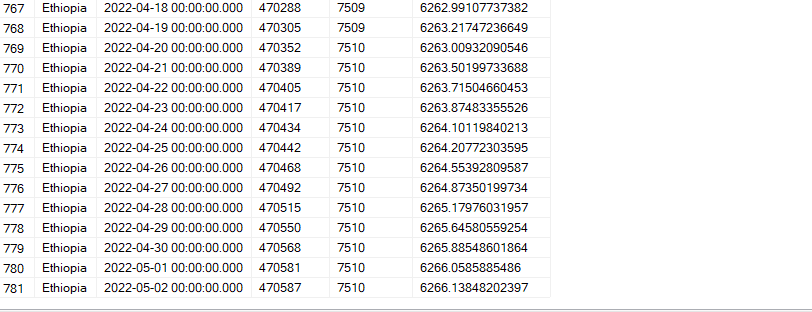 767 Ethiopia 2022-04-18 00:00:00.000 470288 7509 6262.99107737382
768 Ethiopia 2022-04-19 00:00:00.000 470305 7509 6263.21747236649
769 Ethiopia 2022-04-20 00:00:00.000 470352 7510 6263.00932090546
770 Ethiopia 2022-04-21 00:00:00.000 470389 7510 6263.50199733688
771 Ethiopia 2022-04-22 00:00:00.000 470405 7510 6263.71504660453
772 Ethiopia 2022-04-23 00:00:00.000 470417 7510 6263.87483355526
773 Ethiopia 2022-04-24 00:00:00.000 470434 7510 6264.10119840213
774 Ethiopia 2022-04-25 00:00:00.000 470442 7510 6264.20772303595
775 Ethiopia 2022-04-26 00:00:00.000 470468 7510 6264.55392809587
776 Ethiopia 2022-04-27 00:00:00.000 470492 7510 6264.87350199734
777 Ethiopia 2022-04-28 00:00:00.000 470515 7510 6265.17976031957
778 Ethiopia 2022-04-29 00:00:00.000 470550 7510 6265.64580559254
779 Ethiopia 2022-04-30 00:00:00.000 470568 7510 6265.88548601864
780 Ethiopia 2022-05-01 00:00:00.000 470581 7510 6266.0585885486
781 Ethiopia 2022-05-02 00:00:00.000 470587 7510 6266.13848202397